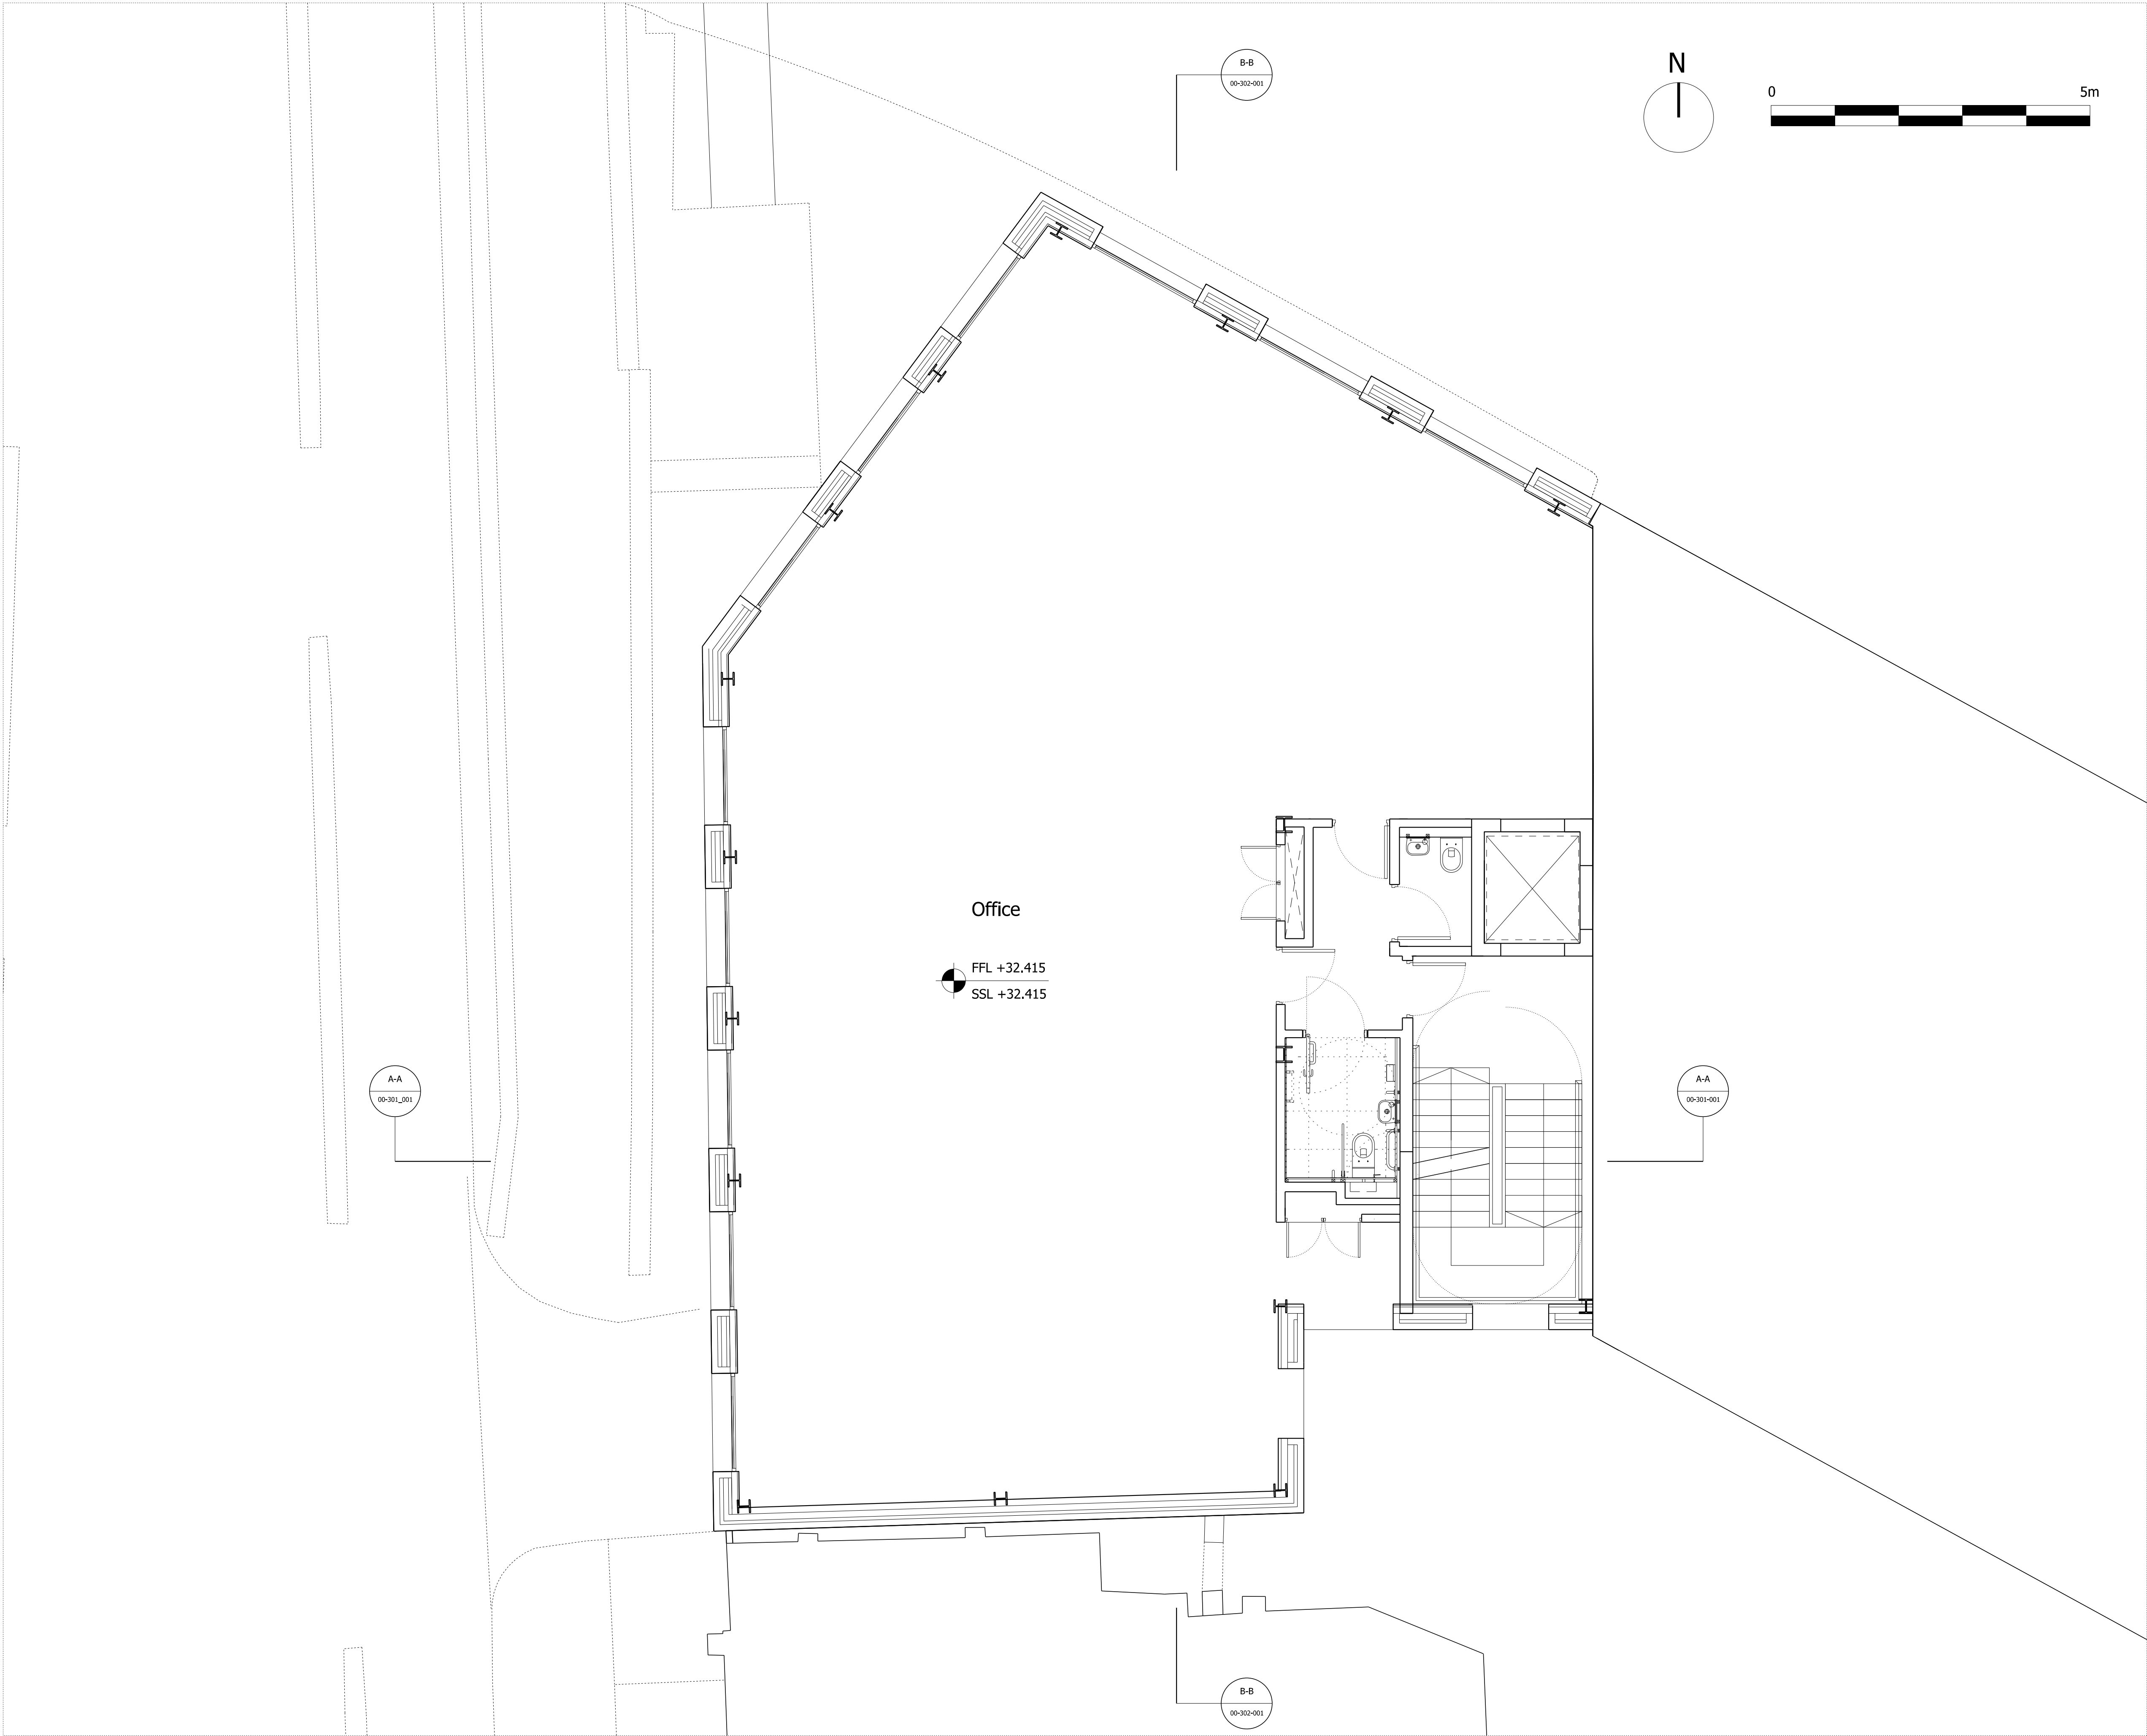 B-B
00-302-001
N
0 5m
Office
FFL +32.415
SSL +32.415
A-A
00-301_001
A-A
00-301-001
B-B
00-302-001